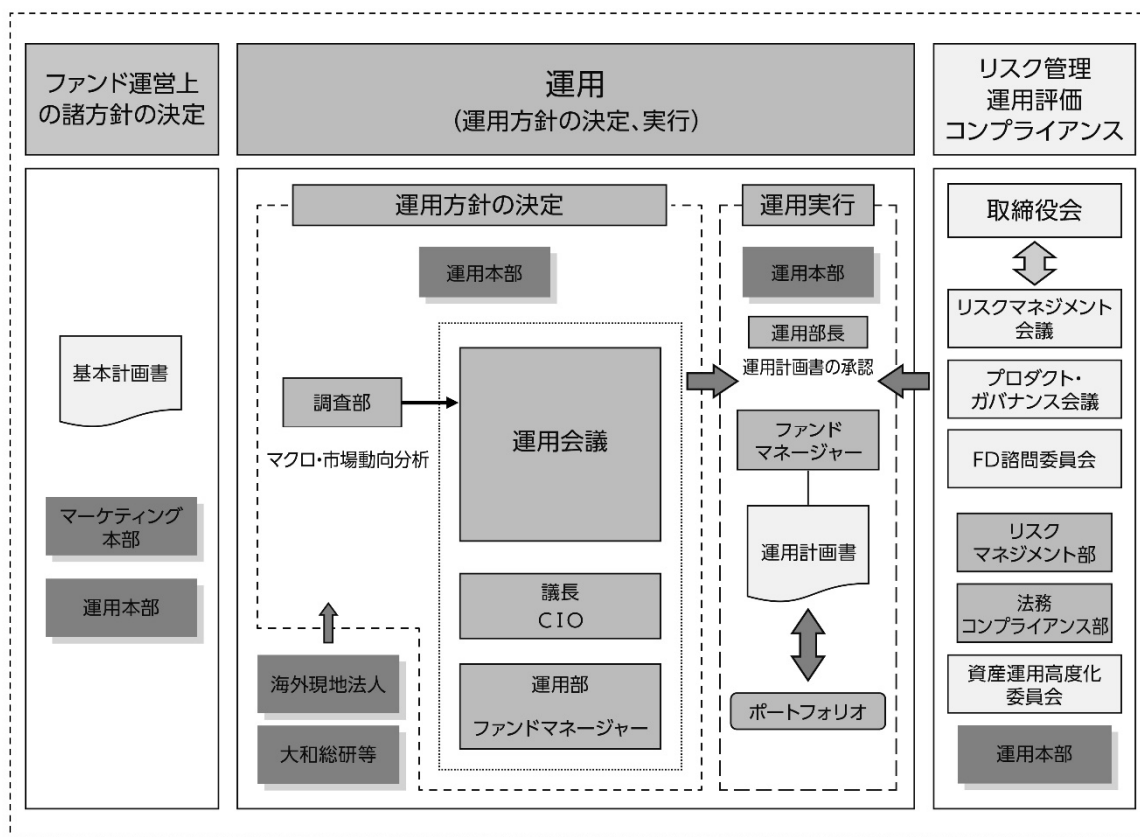 ファンド運営上
の諸方針の決定
運用
(運用方針の決定、実行)
リスク管理
運用評価
コンプライアンス
基本計画書
マーケティング
本部
運用本部
運用方針の決定
運用本部
調査部
マクロ・市場動向分析
運用会議
議長
CIO
運用部
ファンドマネージャー
海外現地法人
大和総研等
運用実行
運用本部
運用部長
運用計画書の承認
ファンド
マネージャー
運用計画書
ポートフォリオ
取締役会
リスクマネジメント
会議
プロダクト・
ガバナンス会議
FD諮問委員会
リスク
マネジメント部
法務
コンプライアンス部
資産運用高度化
委員会
運用本部